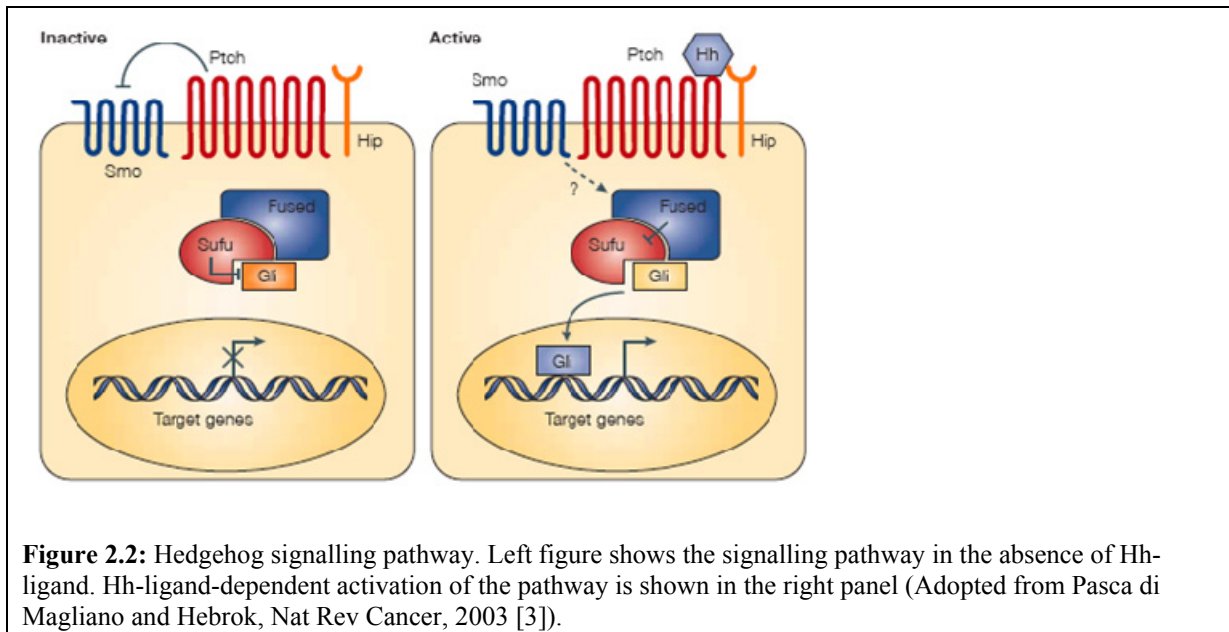 Inactive
Ptch
Smo
Hip
Fused
Sufu
Gli
Target genes
Active
Ptch
Hh
Smo
Hip
?
Fused
Sufu
Gli
Gli
Target genes
Figure 2.2: Hedgehog signalling pathway. Left figure shows the signalling pathway in the absence of Hh-
ligand. Hh-ligand-dependent activation of the pathway is shown in the right panel (Adopted from Pasca di
Magliano and Hebrok, Nat Rev Cancer, 2003 [3]).